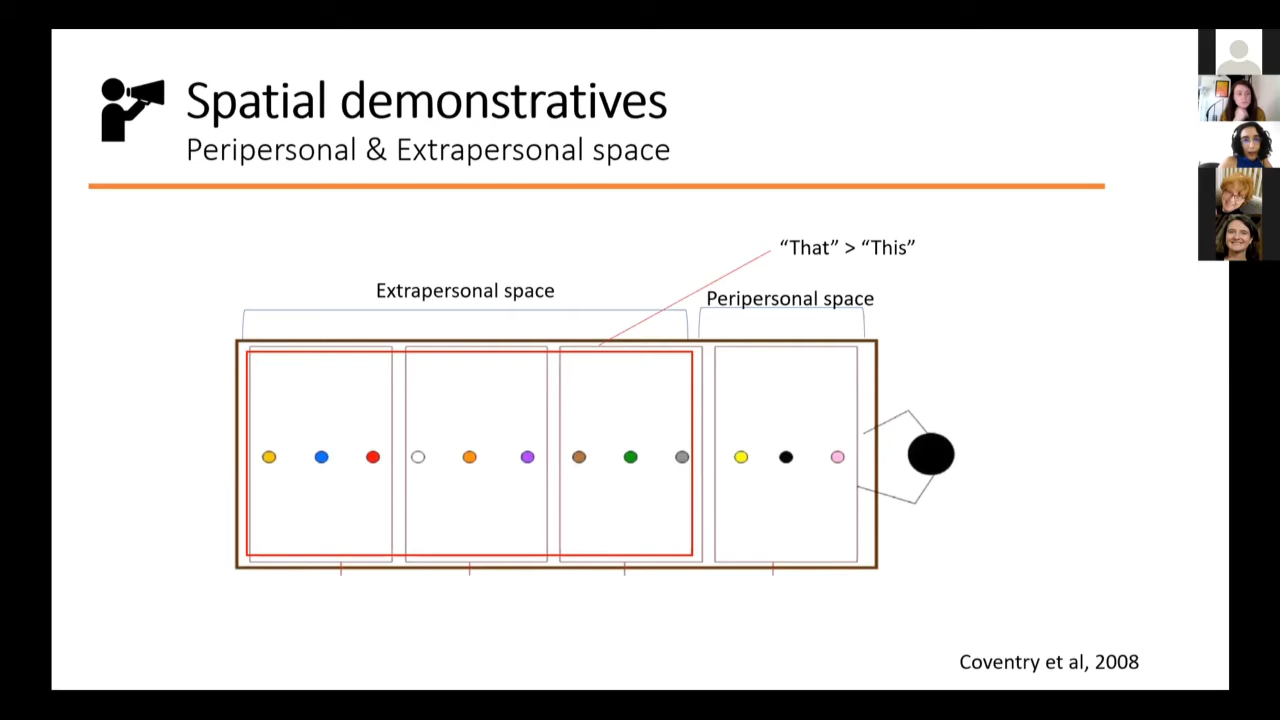 Spatial demonstratives
Peripersonal & Extrapersonal space
“That” > “This”
Extrapersonal space
Peripersonal space
Coventry et al, 2008